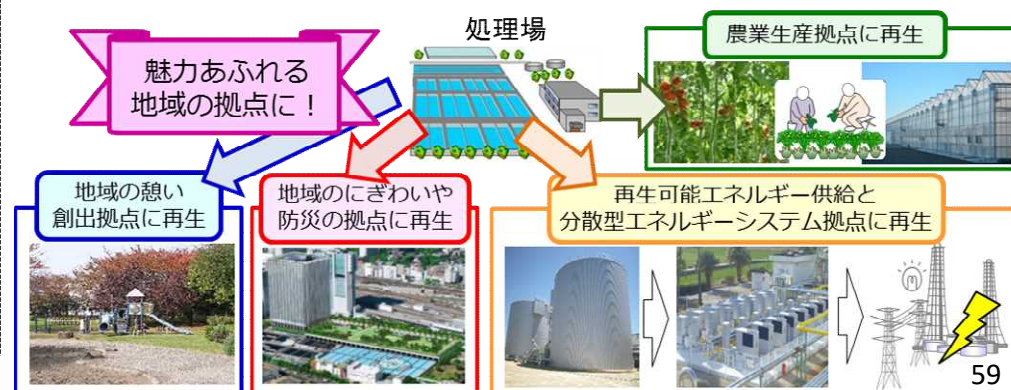 処理場
魅力あふれる
地域の拠点に！
農業生産拠点に再生
地域の憩い
創出拠点に再生
地域のにぎわいや
防災の拠点に再生
再生可能エネルギー供給と
分散型エネルギーシステム拠点に再生
59